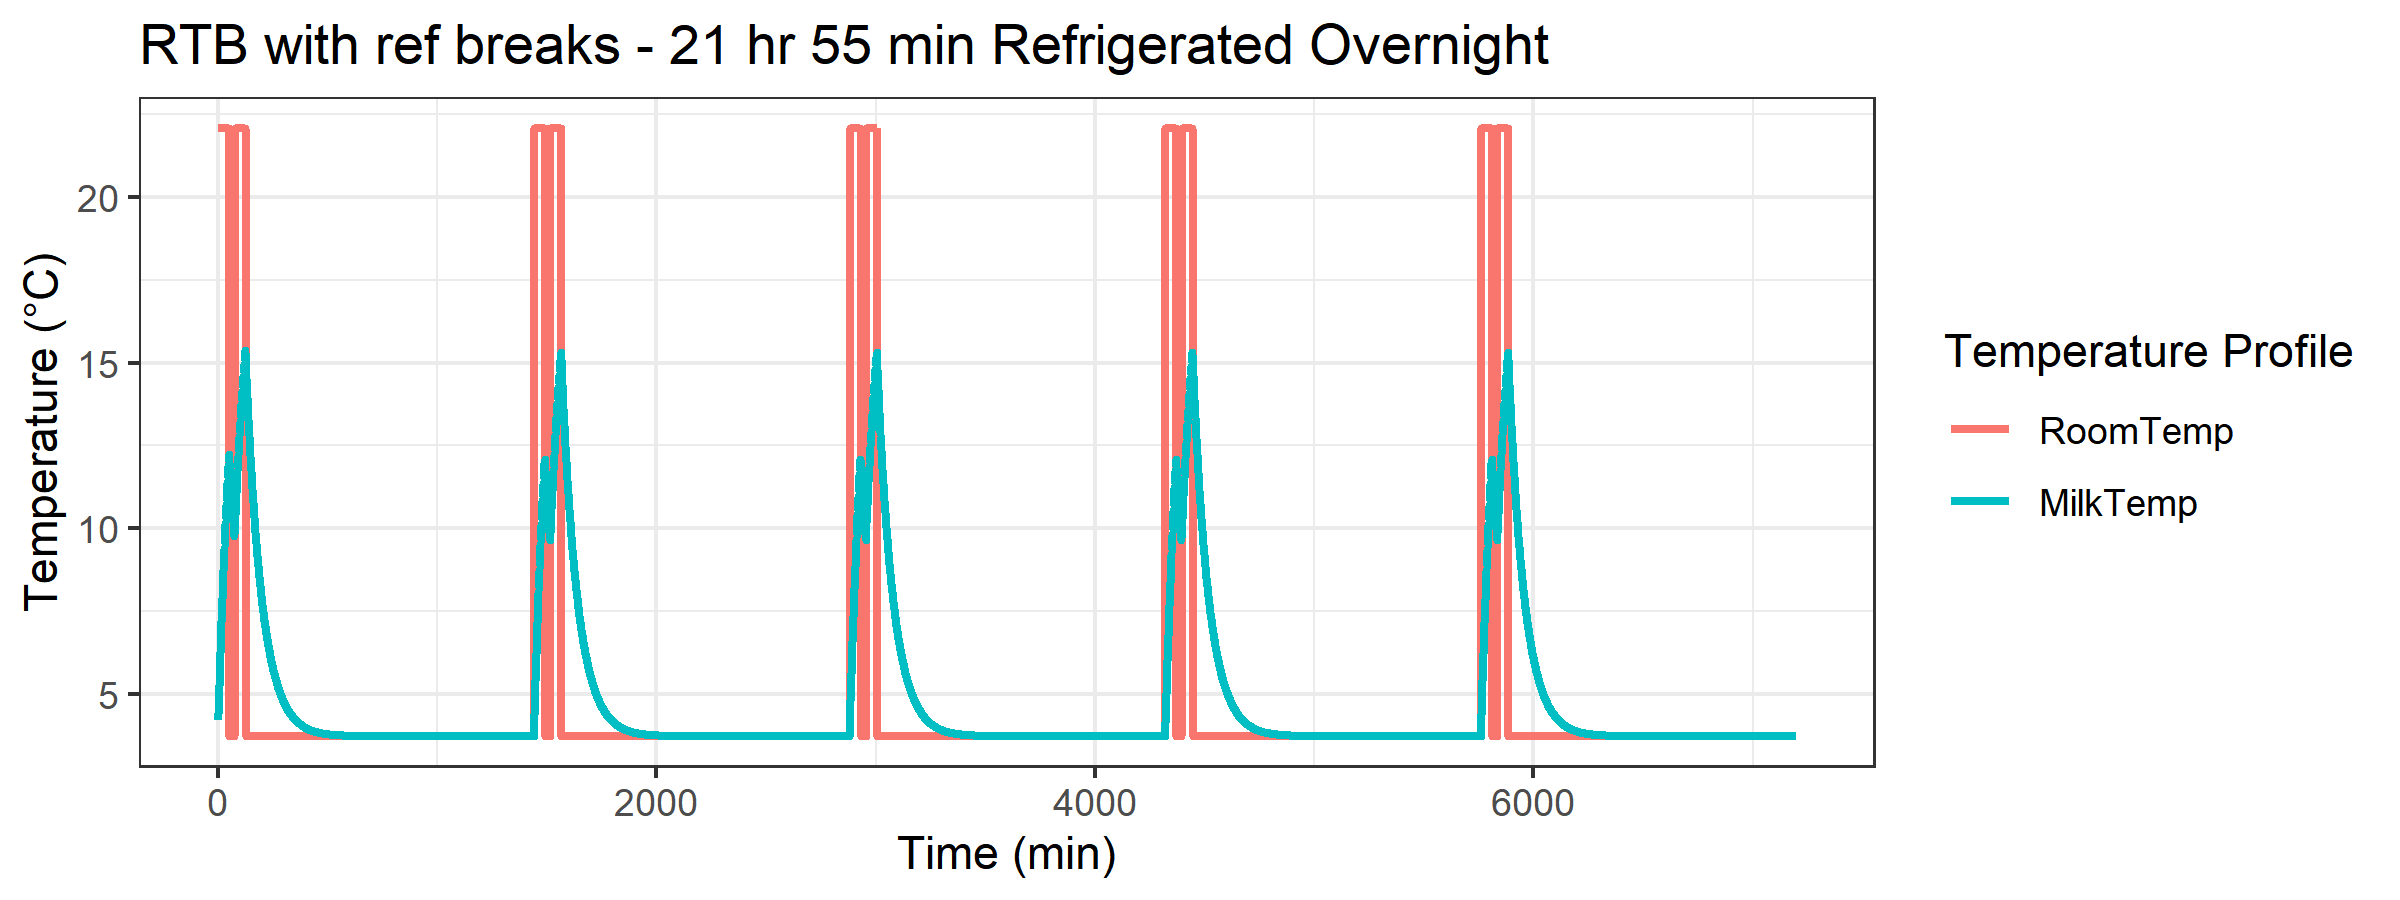 RTB with ref breaks - 21 hr 55 min Refrigerated Overnight
Temperature (°C)
20
15
10
5
0
2000
4000
6000
Time (min)
Temperature Profile
RoomTemp
MilkTemp